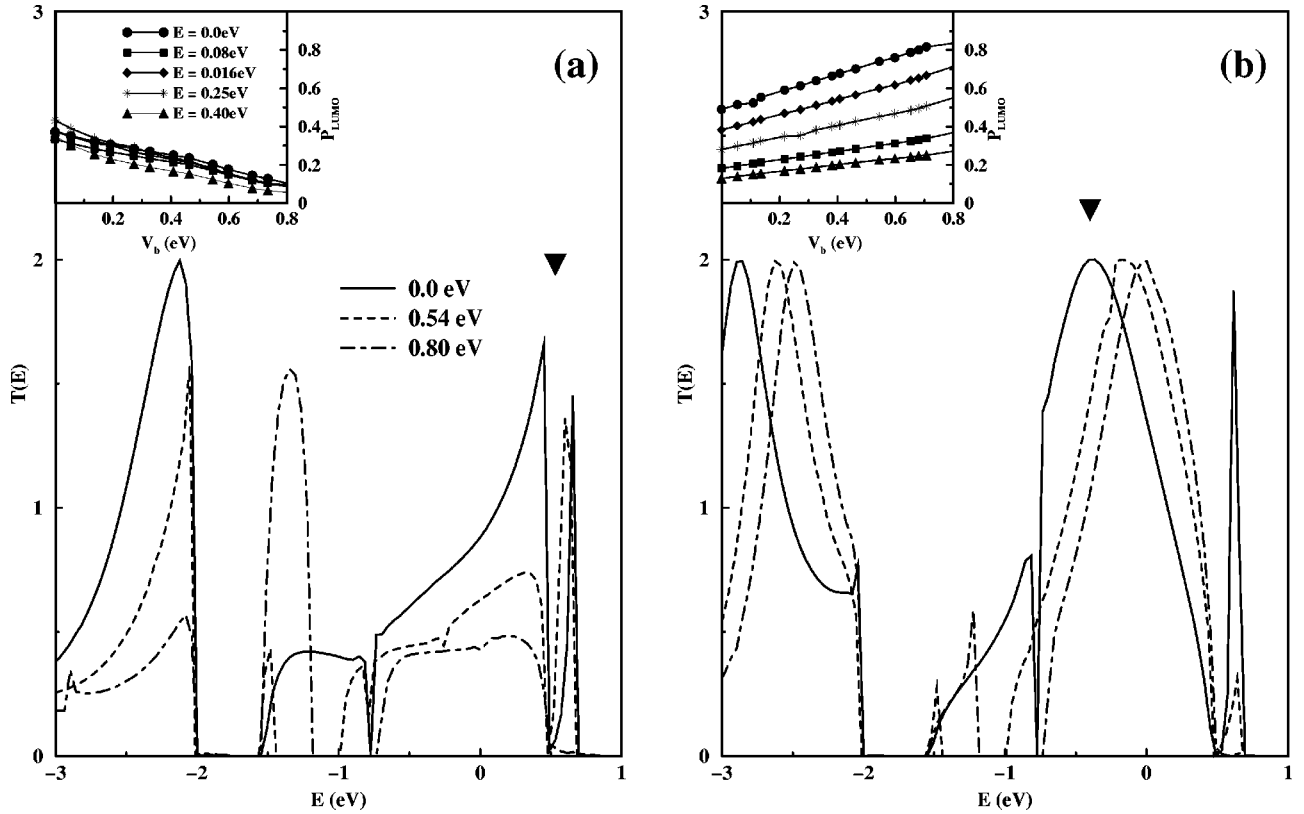 3
E = 0.0eV
E = 0.08eV
E = 0.016eV
E = 0.25eV
E = 0.40eV
(a)
0.8
0.6
0.4
0.2
0
P_LUMO
0.2 0.4 0.6 0.8
V_b (eV)
2
0.0 eV
0.54 eV
0.80 eV
T(E)
1
0
−3 −2 −1 0 1
E (eV)
3
(b)
0.8
0.6
0.4
0.2
0
P_LUMO
0.2 0.4 0.6 0.8
V_b (eV)
2
T(E)
1
0
−3 −2 −1 0 1
E (eV)